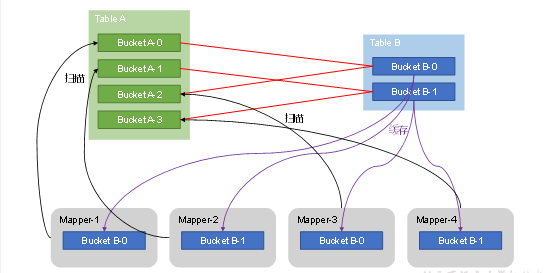 Table A
Bucket A-0
Bucket A-1
Bucket A-2
Bucket A-3
Table B
Bucket B-0
Bucket B-1
扫描
扫描
缓存
Mapper-1
Bucket B-0
Mapper-2
Bucket B-1
Mapper-3
Bucket B-0
Mapper-4
Bucket B-1